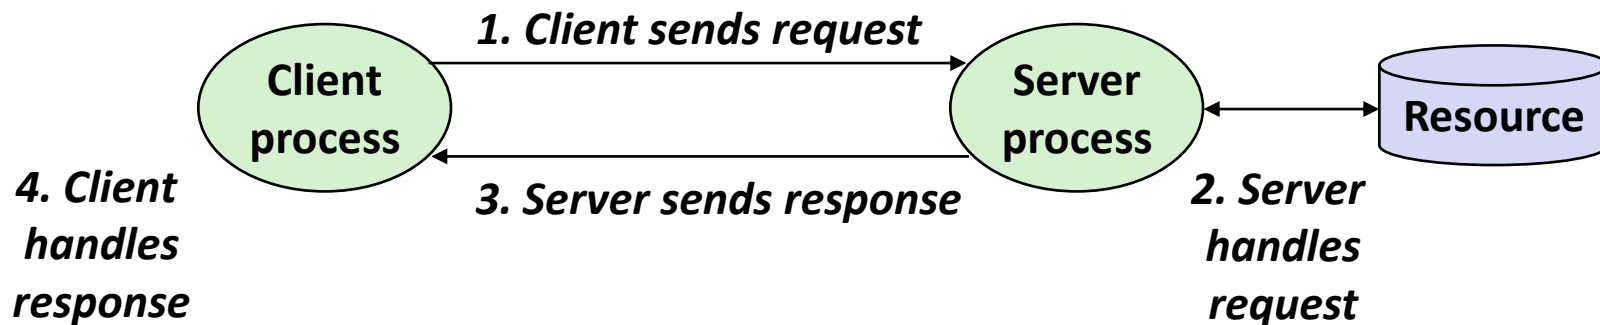 1. Client sends request
Client
process
Server
process
Resource
3. Server sends response
2. Server
handles
request
4. Client
handles
response